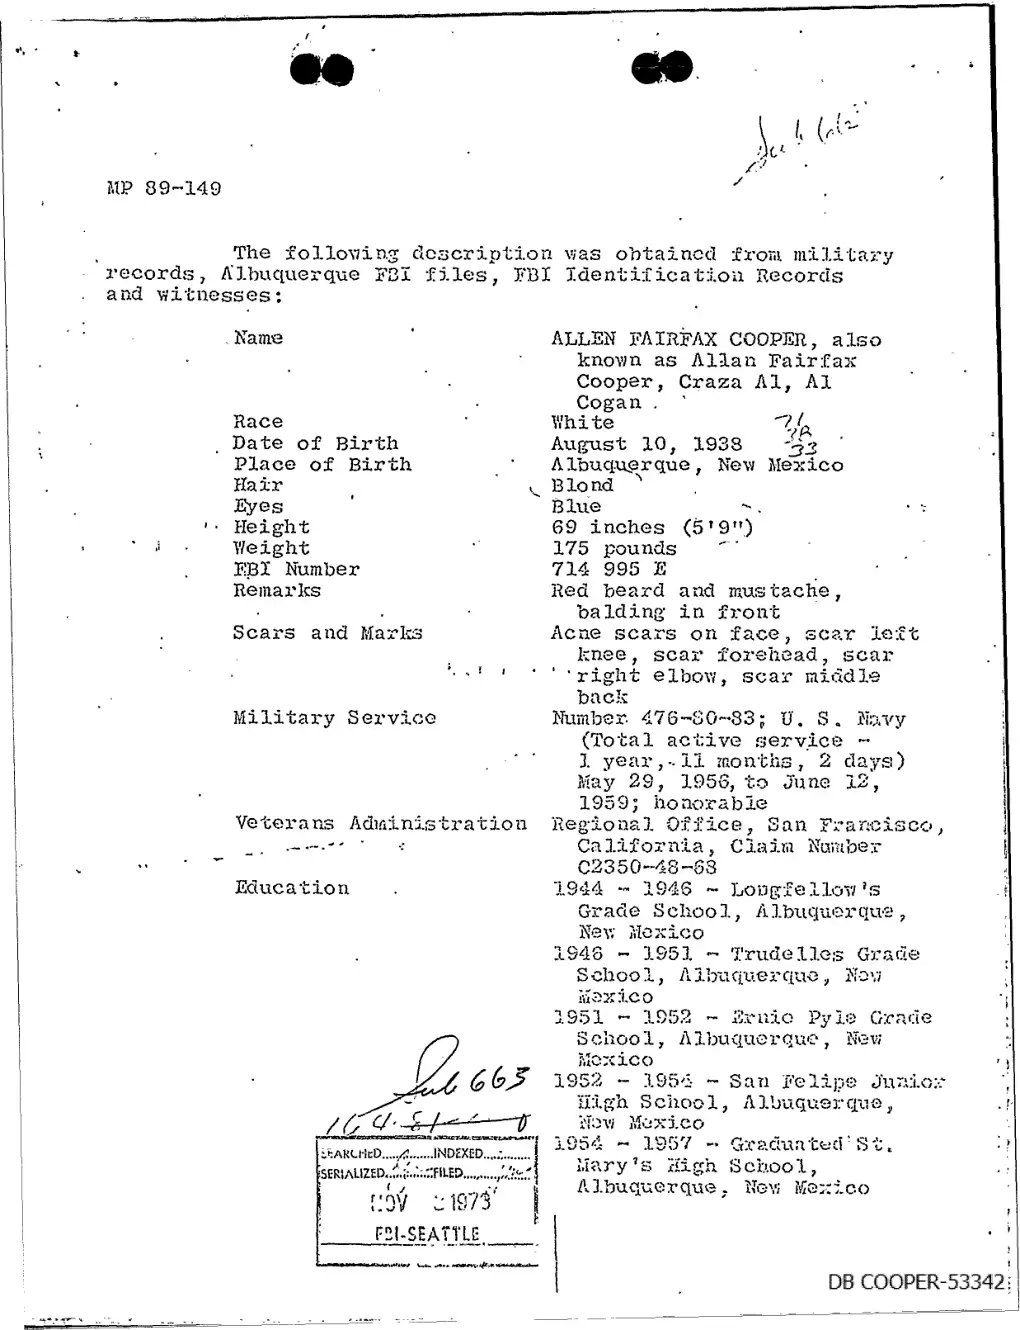 Sub 662
MP 89-149
The following description was obtained from military
records, Albuquerque FBI files, FBI Identification Records
and witnesses:
Name ALLEN FAIRFAX COOPER, also
known as Allan Fairfax
Cooper, Craza Al, Al
Cogan.
Race White
Date of Birth August 10, 1938
Place of Birth Albuquerque, New Mexico
Hair Blond
Eyes Blue
Height 69 inches (5'9")
Weight 175 pounds
FBI Number 714 995 E
Remarks Red beard and mustache,
balding in front
Scars and Marks Acne scars on face, scar left
knee, scar forehead, scar
right elbow, scar middle
back
Military Service Number 476-80-83; U. S. Navy
(Total active service -
1 year, 11 months, 2 days)
May 29, 1956, to June 12,
1959; honorable
Veterans Administration Regional Office, San Francisco,
California, Claim Number
C2350-48-68
Education 1944 - 1946 - Longfellow's
Grade School, Albuquerque,
New Mexico
1946 - 1951 - Trudelles Grade
School, Albuquerque, New
Mexico
1951 - 1952 - Ernie Pyle Grade
School, Albuquerque, New
Mexico
1952 - 1954 - San Felipe Junior
High School, Albuquerque,
New Mexico
1954 - 1957 - Graduated St.
Mary's High School,
Albuquerque, New Mexico
Sub 663
164-81-
SEARCHED INDEXED
SERIALIZED FILED
NOV 1973
FBI-SEATTLE
DB COOPER-53342